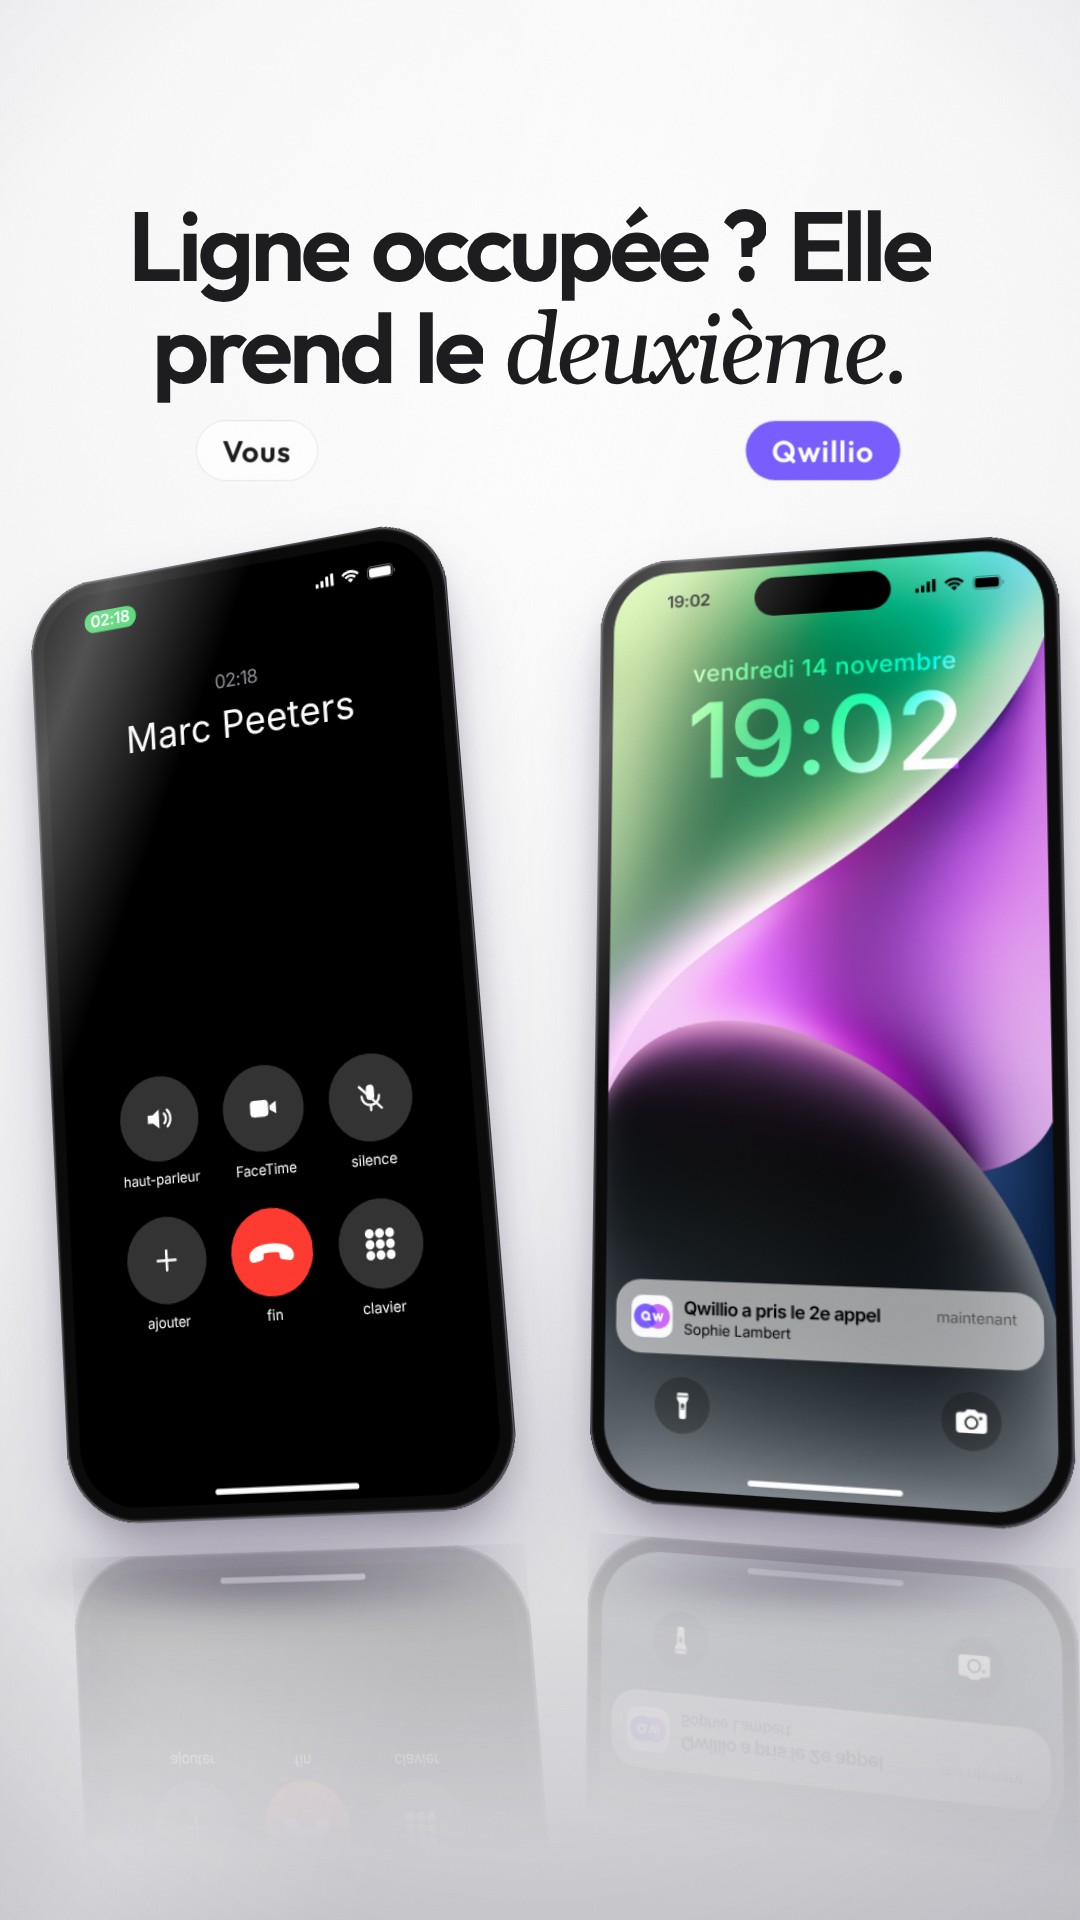 Ligne occupée ? Elle
prend le deuxième.
Vous
Qwillio
02:18
02:18
Marc Peeters
haut-parleur
FaceTime
silence
ajouter
fin
clavier
19:02
vendredi 14 novembre
19:02
QW
Qwillio a pris le 2e appel
maintenant
Sophie Lambert